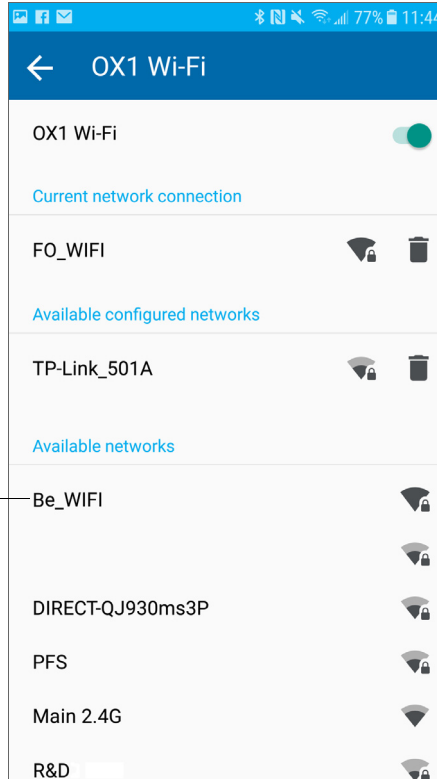 77% 11:44
OX1 Wi-Fi
OX1 Wi-Fi
Current network connection
FO_WIFI
Available configured networks
TP-Link_501A
Available networks
Be_WIFI
DIRECT-QJ930ms3P
PFS
Main 2.4G
R&D